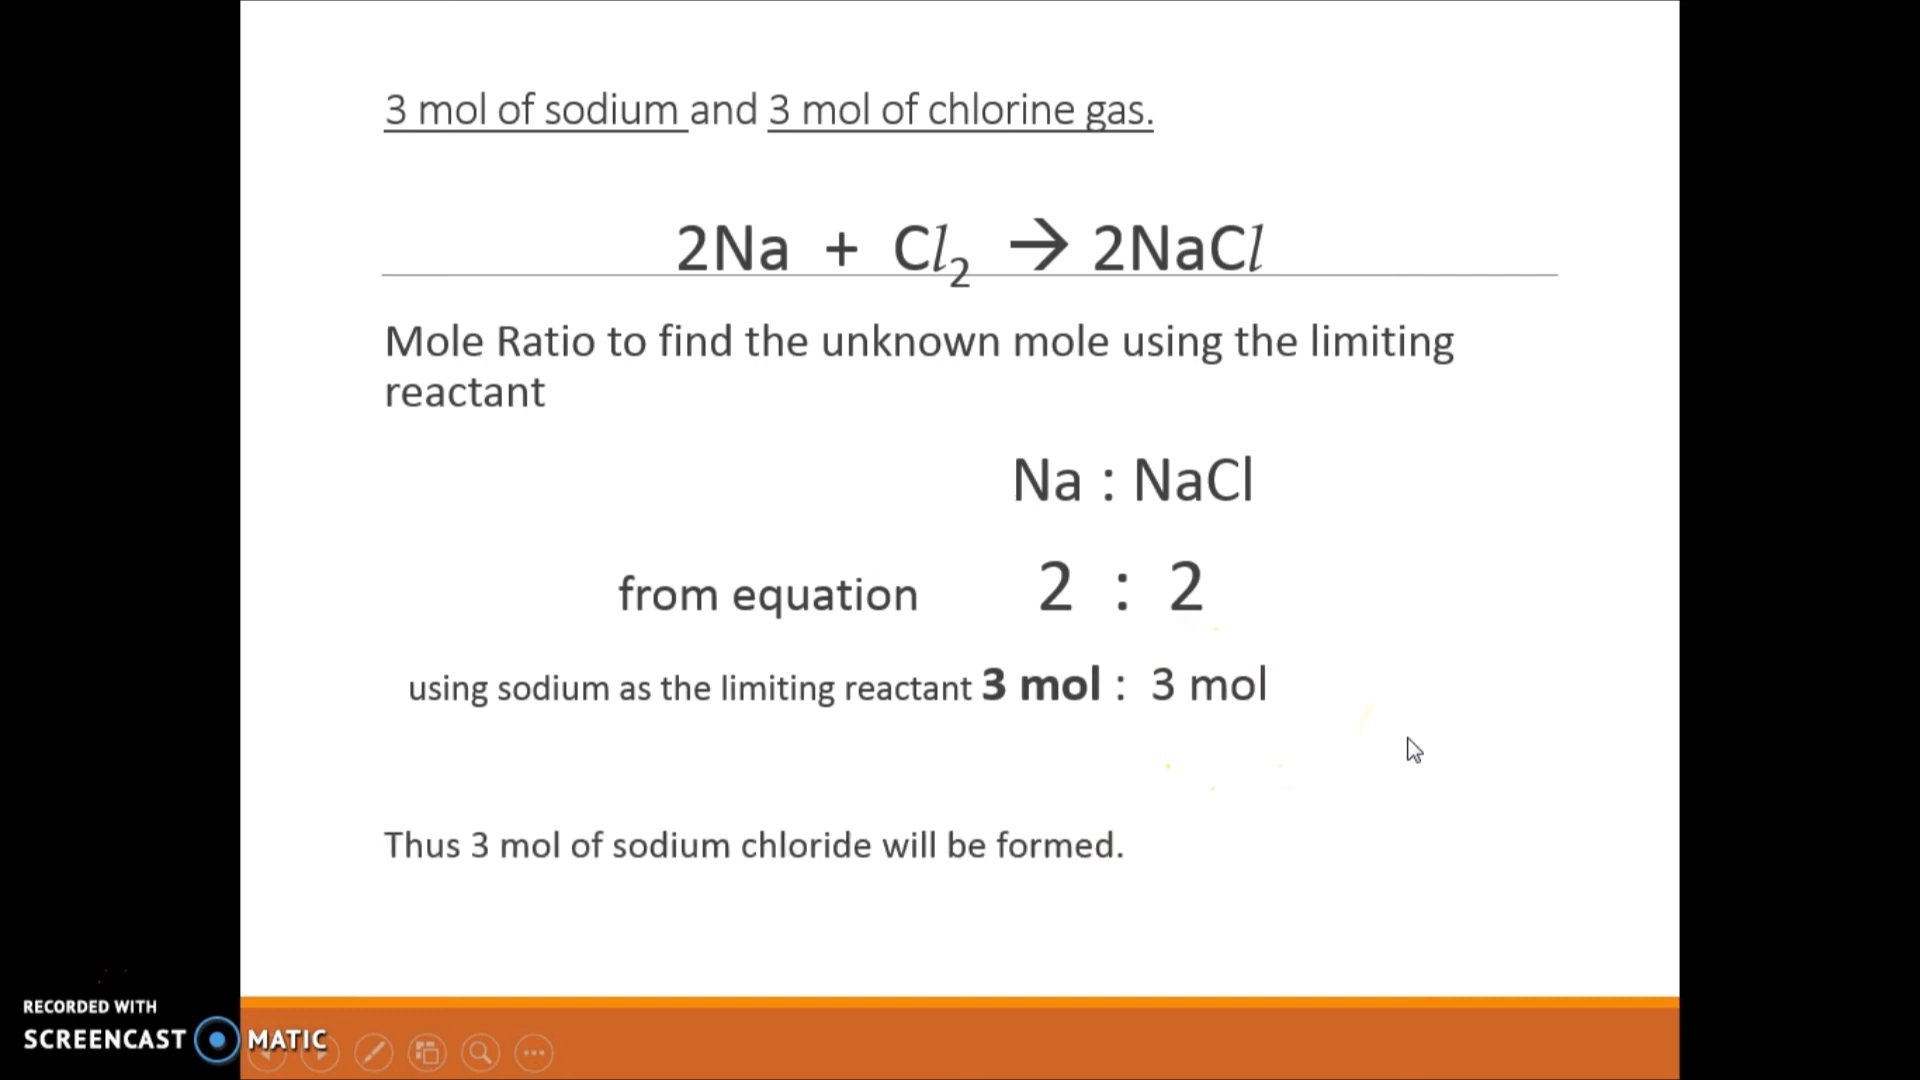 3 mol of sodium and 3 mol of chlorine gas.
2Na + Cl₂ → 2NaCl
Mole Ratio to find the unknown mole using the limiting
reactant
Na : NaCl
from equation 2 : 2
using sodium as the limiting reactant 3 mol : 3 mol
Thus 3 mol of sodium chloride will be formed.
RECORDED WITH
SCREENCAST MATIC